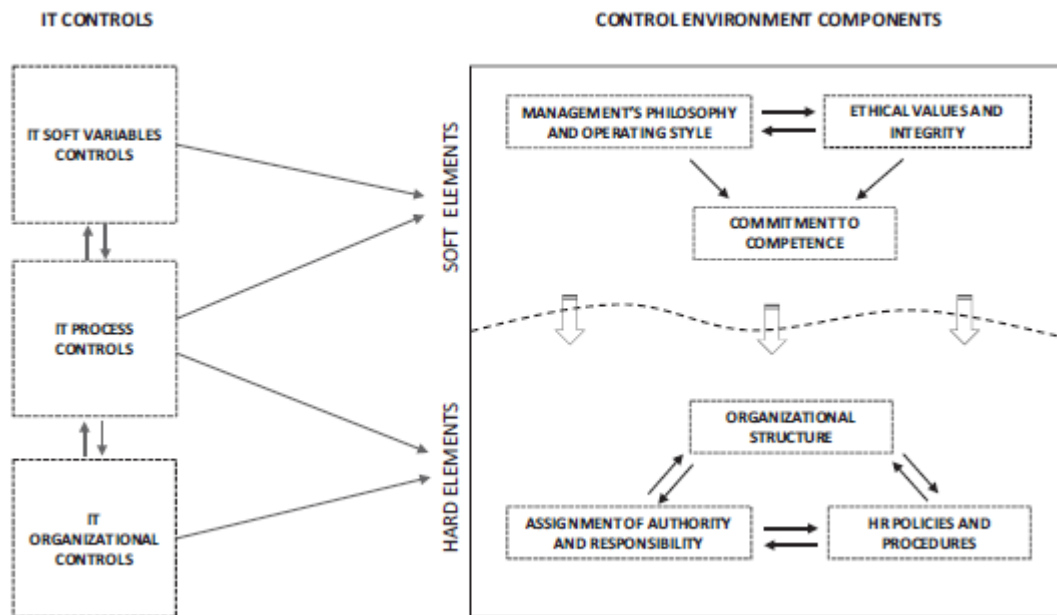 IT CONTROLS
CONTROL ENVIRONMENT COMPONENTS
IT SOFT VARIABLES
CONTROLS
IT PROCESS
CONTROLS
IT
ORGANIZATIONAL
CONTROLS
SOFT ELEMENTS
HARD ELEMENTS
MANAGEMENT'S PHILOSOPHY
AND OPERATING STYLE
ETHICAL VALUES AND
INTEGRITY
COMMITMENT TO
COMPETENCE
ORGANIZATIONAL
STRUCTURE
ASSIGNMENT OF AUTHORITY
AND RESPONSIBILITY
HR POLICIES AND
PROCEDURES